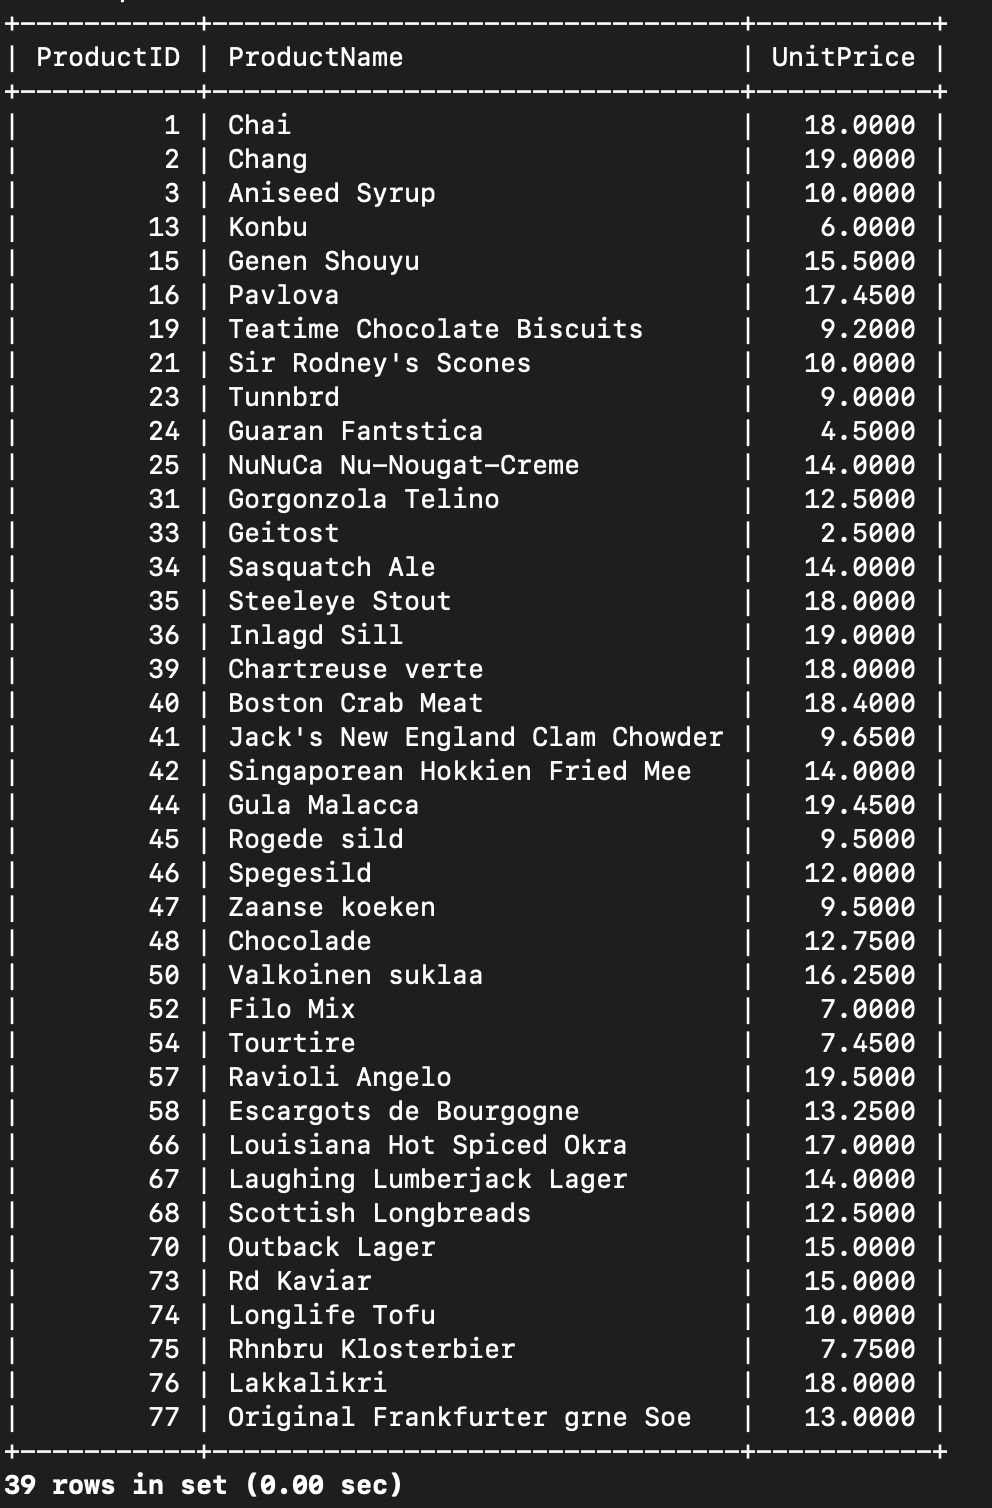 +-----------+---------------------------------+-----------+
| ProductID | ProductName                     | UnitPrice |
+-----------+---------------------------------+-----------+
|         1 | Chai                            |   18.0000 |
|         2 | Chang                           |   19.0000 |
|         3 | Aniseed Syrup                   |   10.0000 |
|        13 | Konbu                           |    6.0000 |
|        15 | Genen Shouyu                    |   15.5000 |
|        16 | Pavlova                         |   17.4500 |
|        19 | Teatime Chocolate Biscuits      |    9.2000 |
|        21 | Sir Rodney's Scones             |   10.0000 |
|        23 | Tunnbrd                         |    9.0000 |
|        24 | Guaran Fantstica                |    4.5000 |
|        25 | NuNuCa Nu-Nougat-Creme          |   14.0000 |
|        31 | Gorgonzola Telino               |   12.5000 |
|        33 | Geitost                         |    2.5000 |
|        34 | Sasquatch Ale                   |   14.0000 |
|        35 | Steeleye Stout                  |   18.0000 |
|        36 | Inlagd Sill                     |   19.0000 |
|        39 | Chartreuse verte                |   18.0000 |
|        40 | Boston Crab Meat                |   18.4000 |
|        41 | Jack's New England Clam Chowder |    9.6500 |
|        42 | Singaporean Hokkien Fried Mee   |   14.0000 |
|        44 | Gula Malacca                    |   19.4500 |
|        45 | Rogede sild                     |    9.5000 |
|        46 | Spegesild                       |   12.0000 |
|        47 | Zaanse koeken                   |    9.5000 |
|        48 | Chocolade                       |   12.7500 |
|        50 | Valkoinen suklaa                |   16.2500 |
|        52 | Filo Mix                        |    7.0000 |
|        54 | Tourtire                        |    7.4500 |
|        57 | Ravioli Angelo                  |   19.5000 |
|        58 | Escargots de Bourgogne          |   13.2500 |
|        66 | Louisiana Hot Spiced Okra       |   17.0000 |
|        67 | Laughing Lumberjack Lager       |   14.0000 |
|        68 | Scottish Longbreads             |   12.5000 |
|        70 | Outback Lager                   |   15.0000 |
|        73 | Rd Kaviar                       |   15.0000 |
|        74 | Longlife Tofu                   |   10.0000 |
|        75 | Rhnbru Klosterbier              |    7.7500 |
|        76 | Lakkalikri                      |   18.0000 |
|        77 | Original Frankfurter grne Soe   |   13.0000 |
+-----------+---------------------------------+-----------+
39 rows in set (0.00 sec)